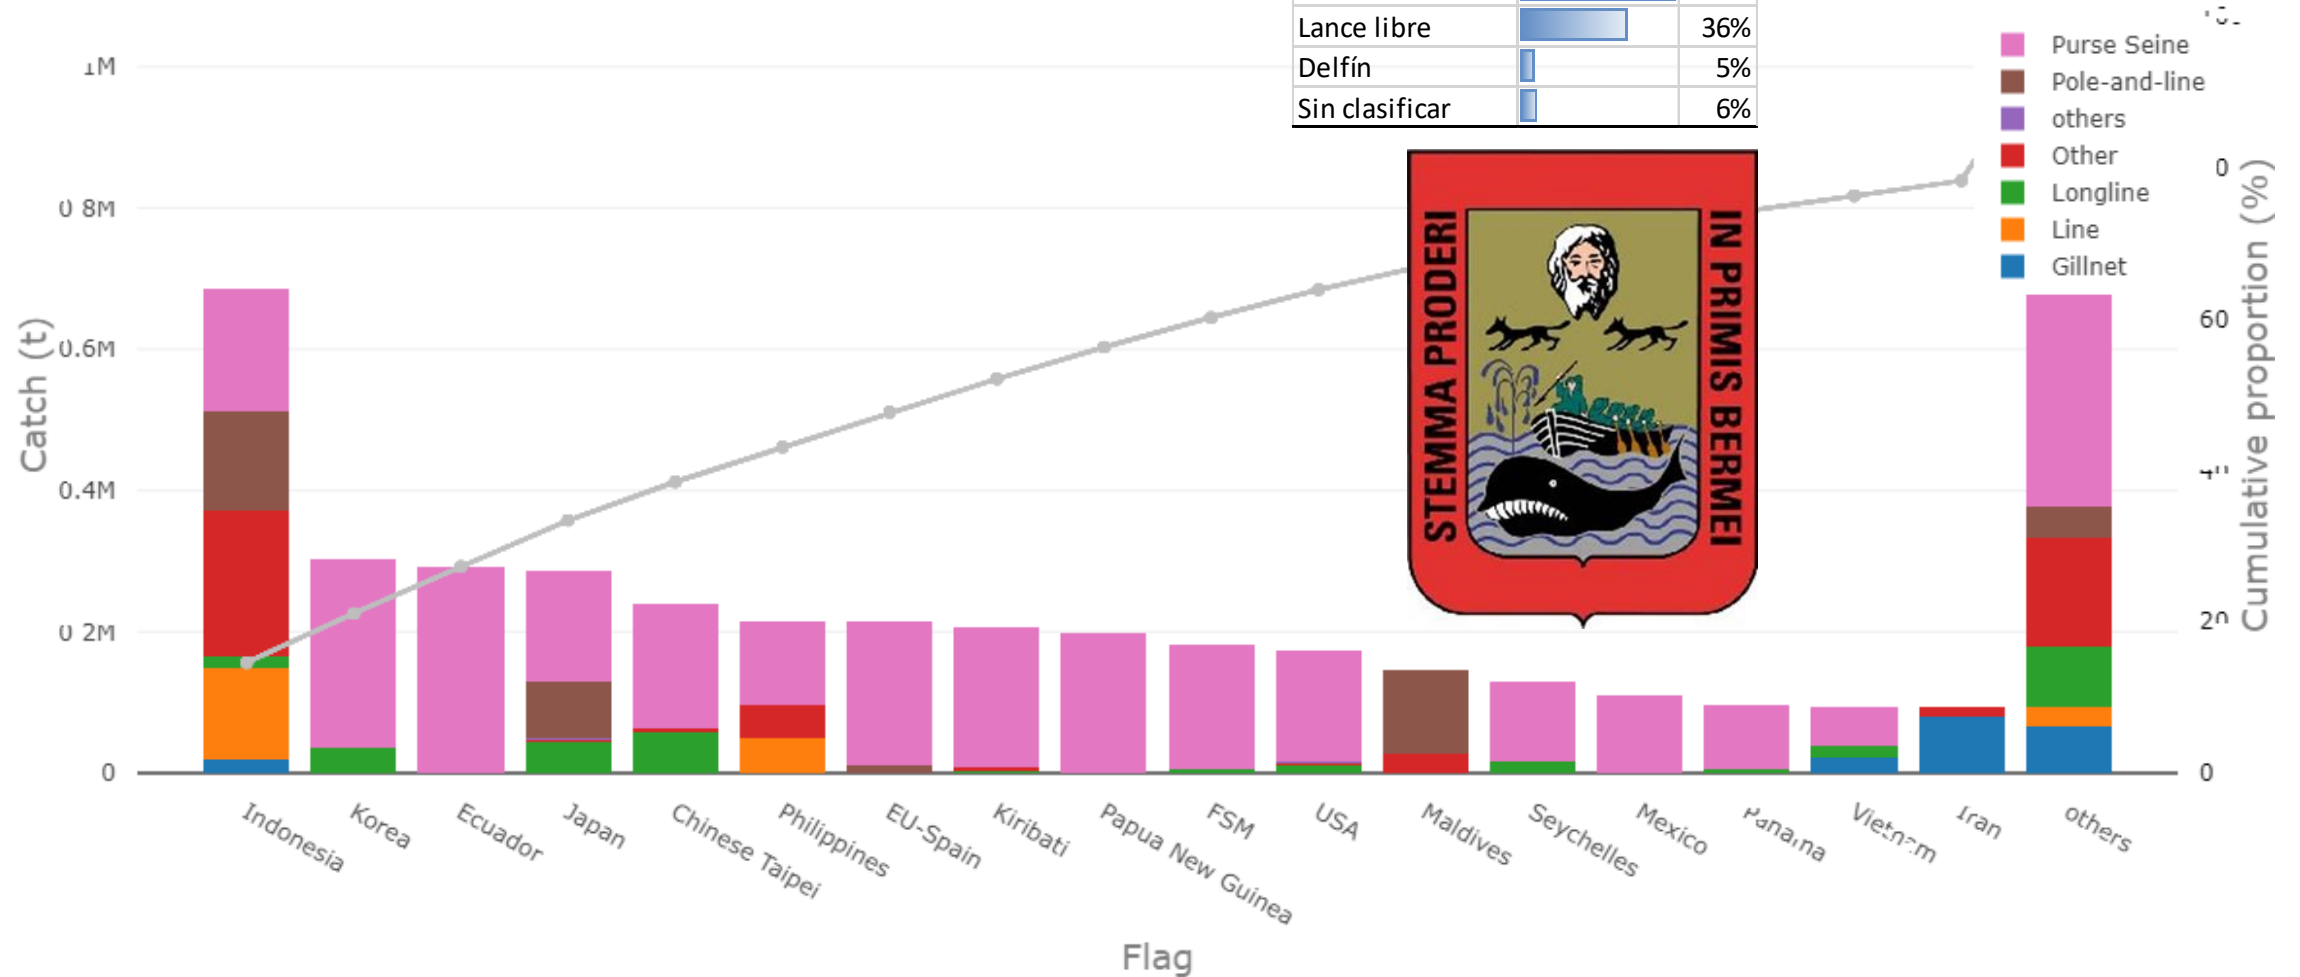 Lance libre 36%
Delfín 5%
Sin clasificar 6%
Purse Seine
Pole-and-line
others
Other
Longline
Line
Gillnet
1M
0 8M
0.6M
0.4M
0 2M
0
Catch (t)
STEMMA PRODERI
IN PRIMIS BERMEI
0
60
20
0
Cumulative proportion (%)
Indonesia
Korea
Ecuador
Japan
Chinese Taipei
Philippines
EU-Spain
Kiribati
Papua New Guinea
FSM
USA
Maldives
Seychelles
Mexico
Panama
Vietnam
Iran
others
Flag